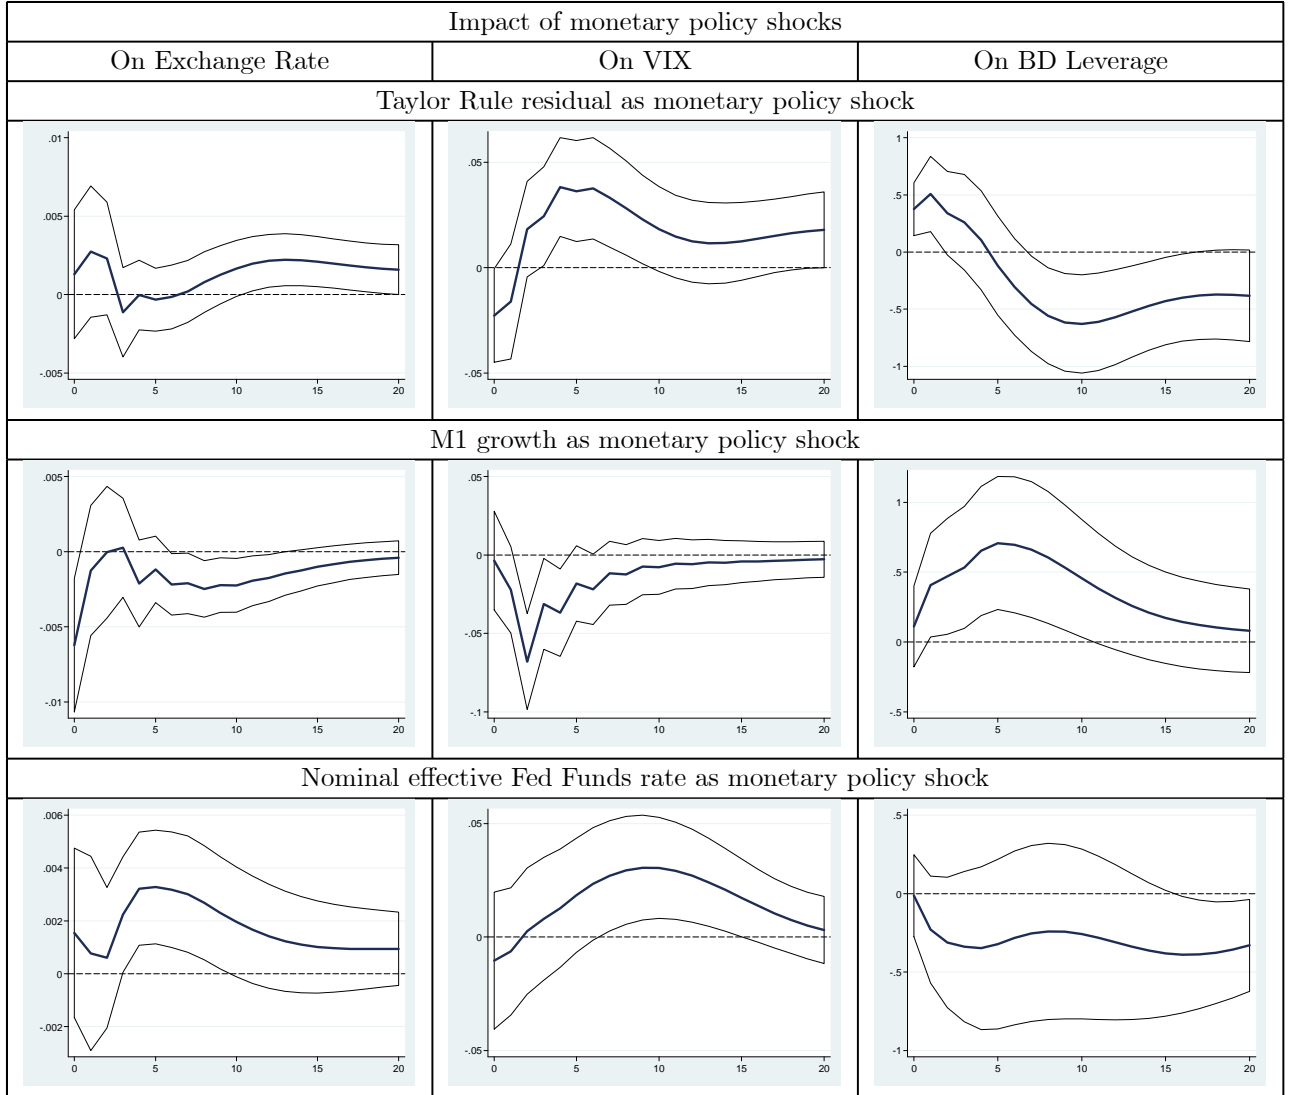 Impact of monetary policy shocks
On Exchange Rate On VIX On BD Leverage
Taylor Rule residual as monetary policy shock
.01
.005
0
-.005
0 5 10 15 20
.05
0
-.05
0 5 10 15 20
1
.5
0
-.5
-1
0 5 10 15 20
M1 growth as monetary policy shock
.005
0
-.005
-.01
0 5 10 15 20
.05
0
-.05
-.1
0 5 10 15 20
1
.5
0
-.5
0 5 10 15 20
Nominal effective Fed Funds rate as monetary policy shock
.006
.004
.002
0
-.002
0 5 10 15 20
.05
0
-.05
0 5 10 15 20
.5
0
-.5
-1
0 5 10 15 20